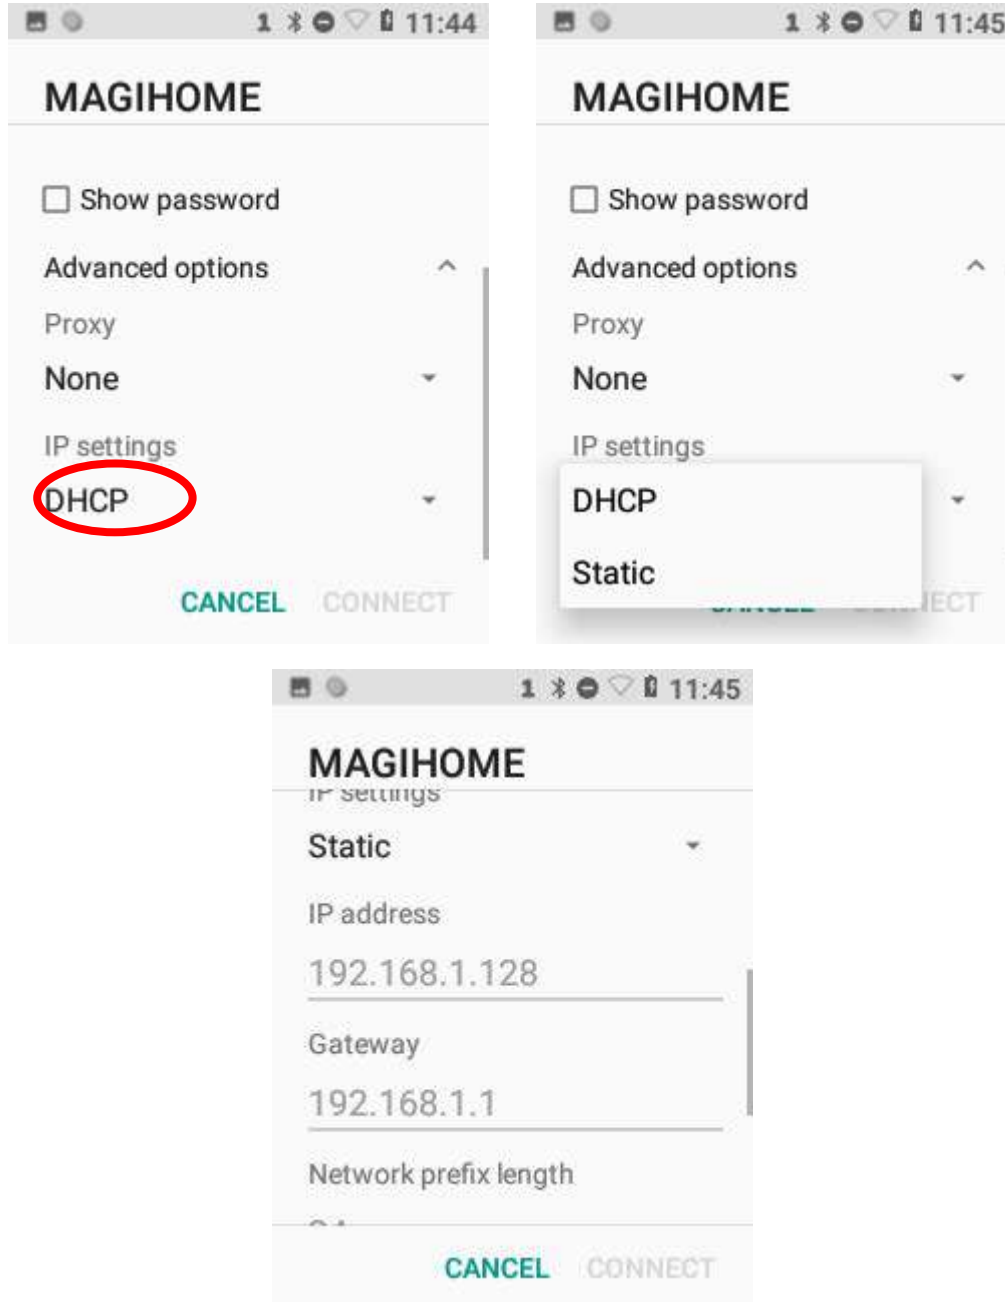 1 11:44
MAGIHOME
Show password
Advanced options
Proxy
None
IP settings
DHCP
CANCEL CONNECT
1 11:45
MAGIHOME
Show password
Advanced options
Proxy
None
IP settings
DHCP
Static
1 11:45
MAGIHOME
IP settings
Static
IP address
192.168.1.128
Gateway
192.168.1.1
Network prefix length
CANCEL CONNECT